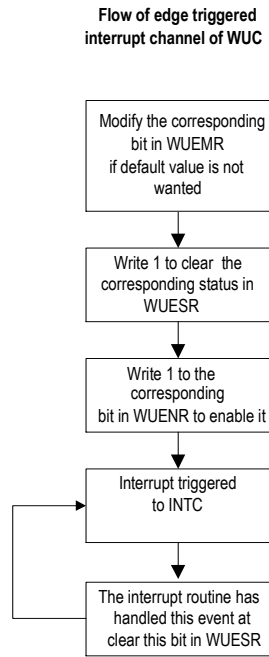 Flow of edge triggered
interrupt channel of WUC
Modify the corresponding
bit in WUEMR
if default value is not
wanted
Write 1 to clear the
corresponding status in
WUESR
Write 1 to the
corresponding
bit in WUENR to enable it
Interrupt triggered
to INTC
The interrupt routine has
handled this event at
clear this bit in WUESR